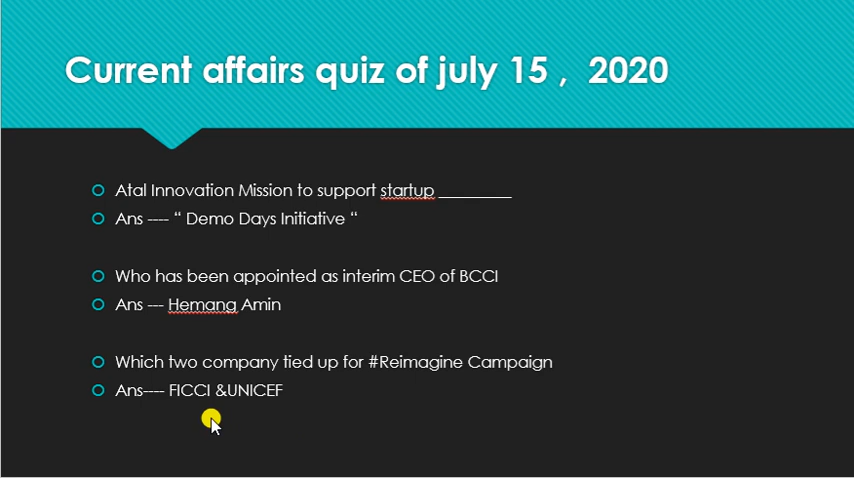 Current affairs quiz of july 15 , 2020
Atal Innovation Mission to support startup _________
Ans ---- “ Demo Days Initiative “
Who has been appointed as interim CEO of BCCI
Ans --- Hemang Amin
Which two company tied up for #Reimagine Campaign
Ans---- FICCI &UNICEF